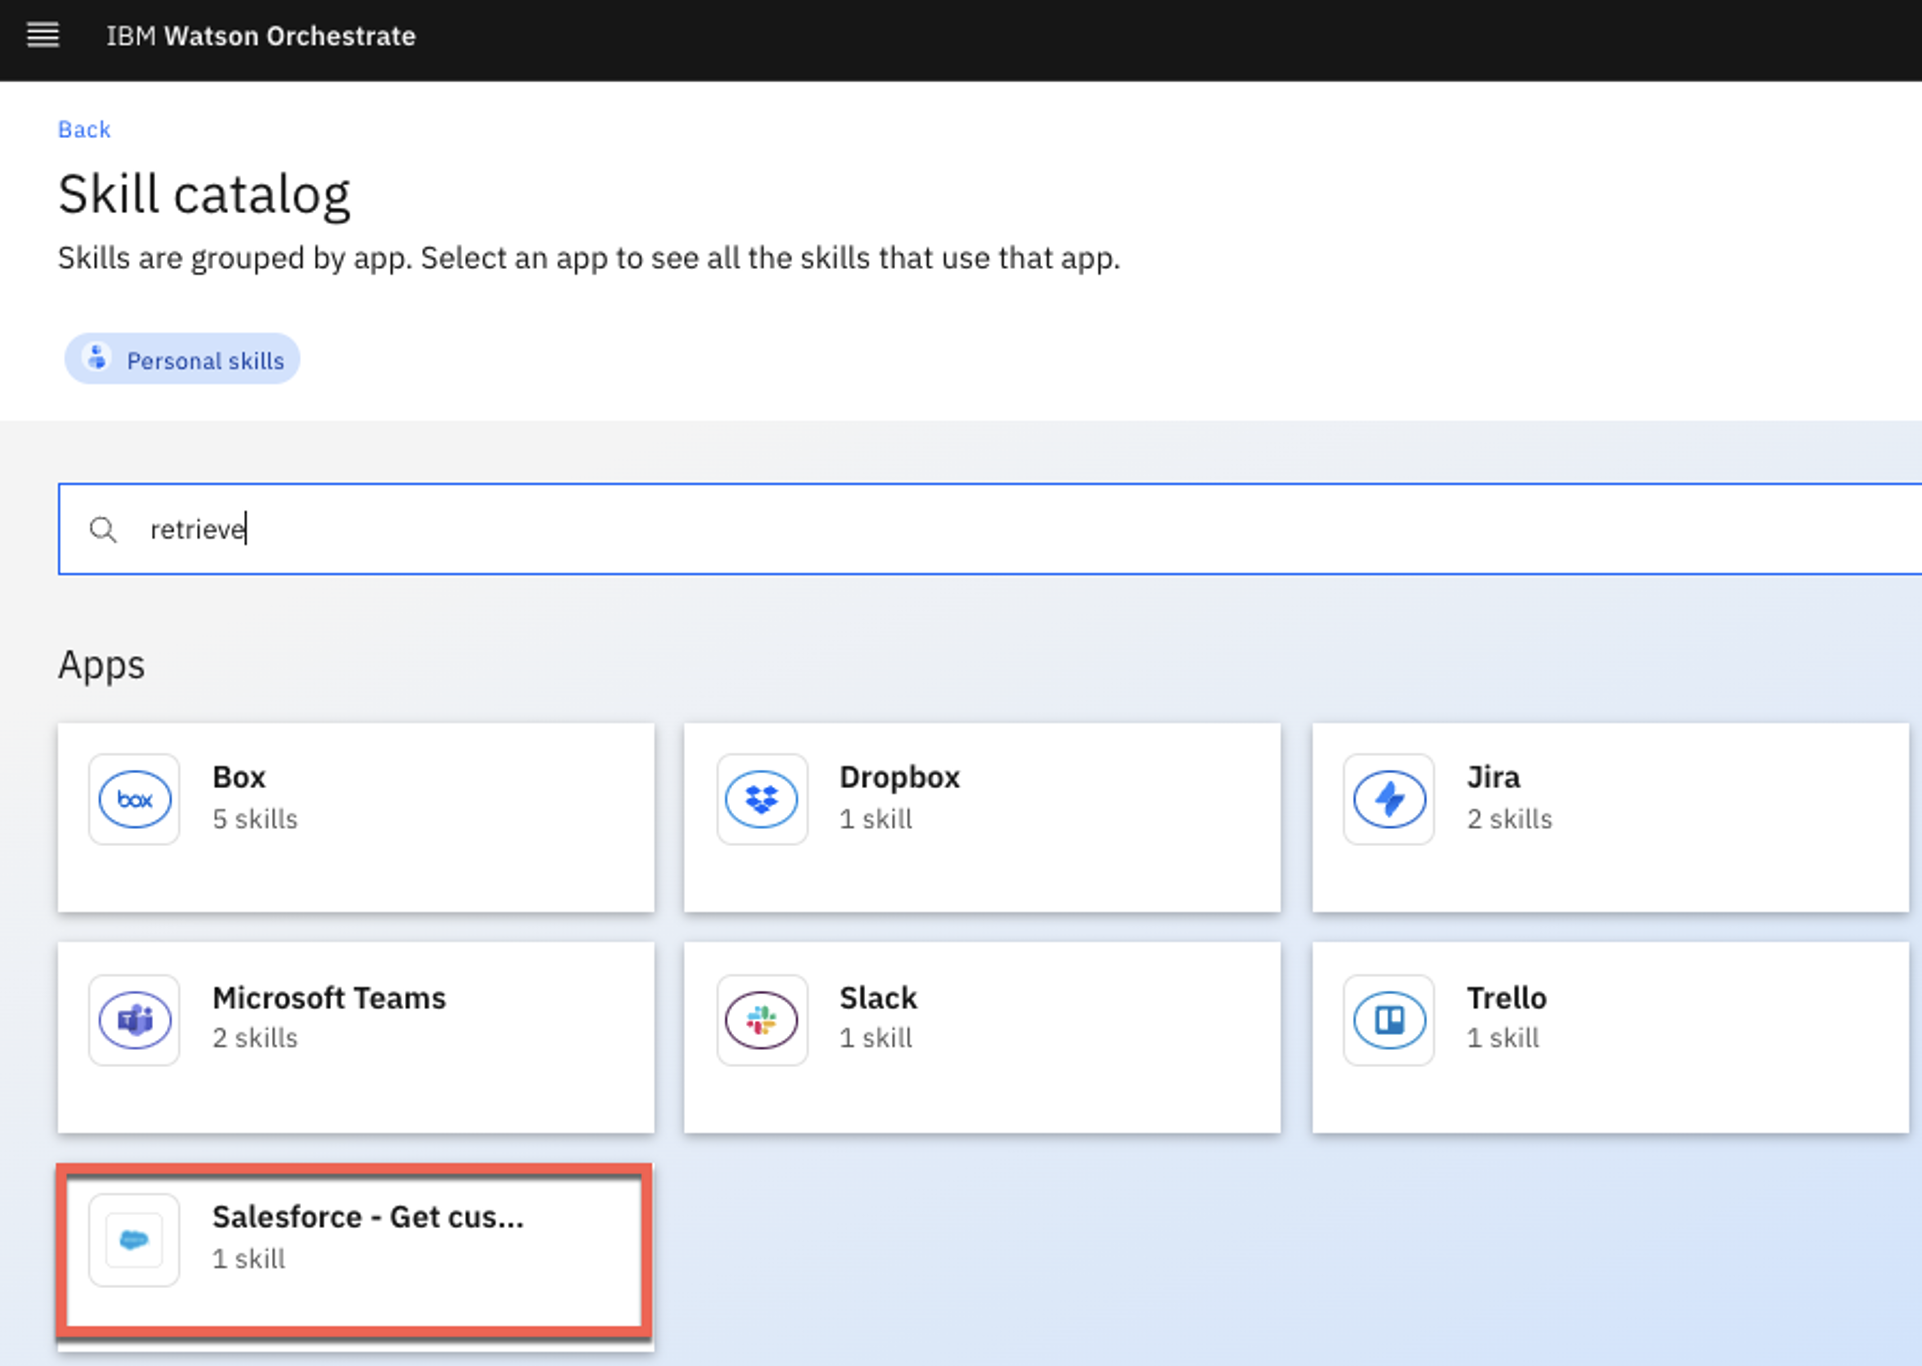 IBM Watson Orchestrate
Back
Skill catalog
Skills are grouped by app. Select an app to see all the skills that use that app.
Personal skills
retrieve
Apps
box
Box
5 skills
Dropbox
1 skill
Jira
2 skills
T
Microsoft Teams
2 skills
Slack
1 skill
Trello
1 skill
Salesforce - Get cus...
1 skill